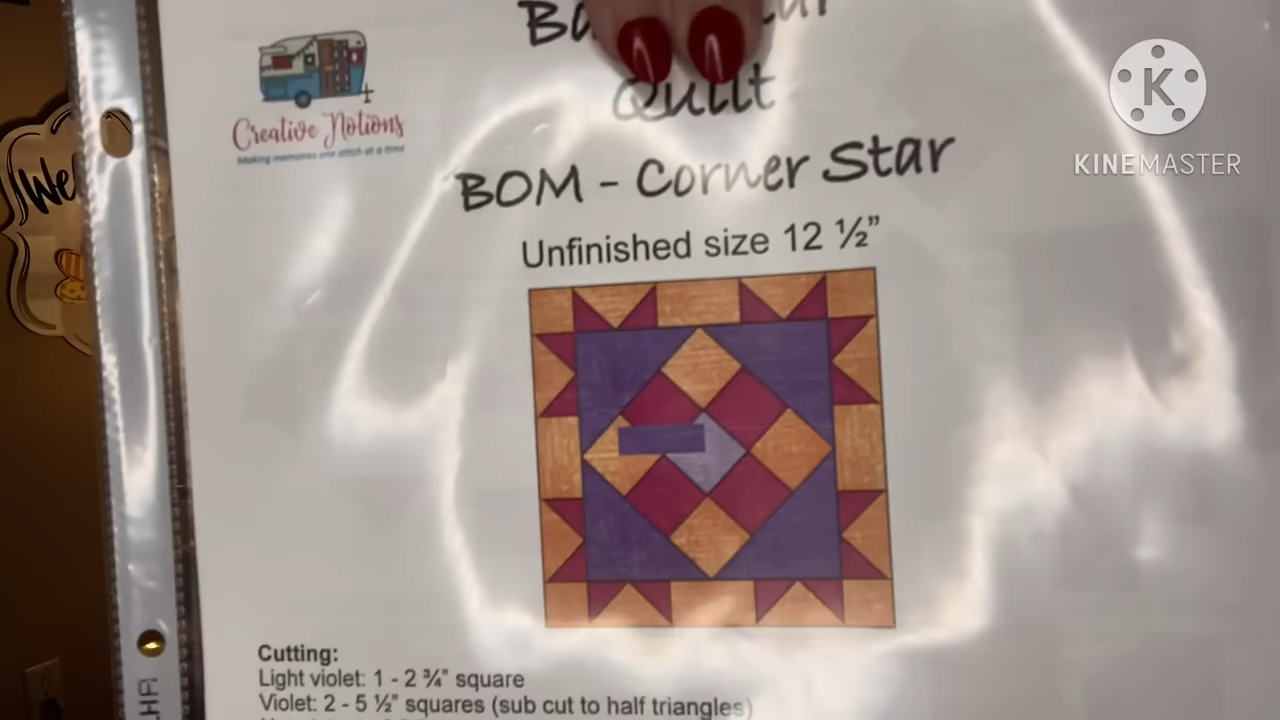 Quilt
BOM - Corner Star
Unfinished size 12 ½"
Creative Notions
Making memories one stitch at a time
KINEMASTER
Cutting:
Light violet: 1 - 2 ¾" square
Violet: 2 - 5 ½" squares (sub cut to half triangles)